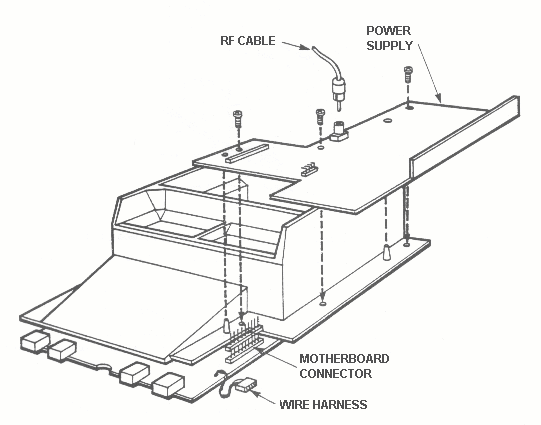 RF CABLE
POWER
SUPPLY
MOTHERBOARD
CONNECTOR
WIRE HARNESS